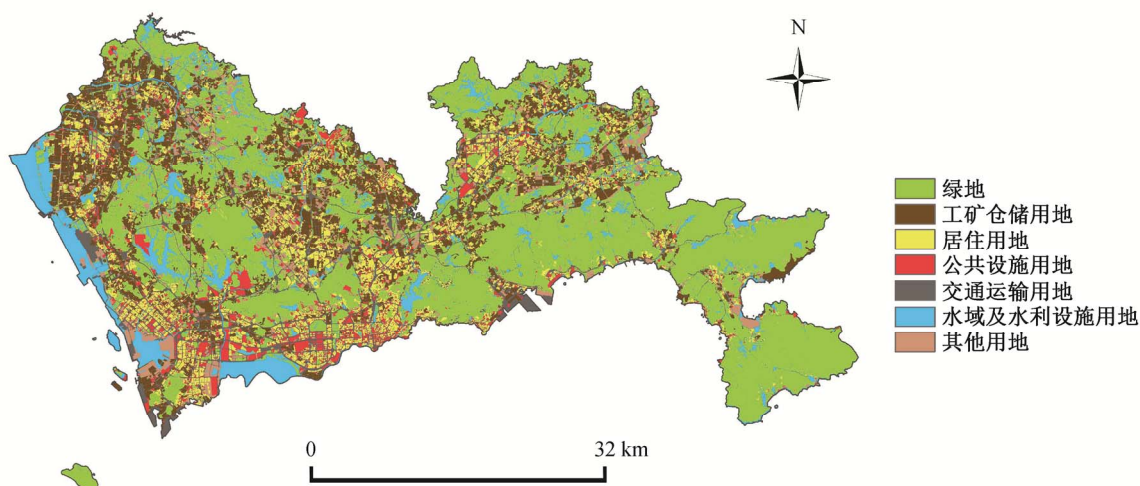 N
绿地
工矿仓储用地
居住用地
公共设施用地
交通运输用地
水域及水利设施用地
其他用地
0 32 km